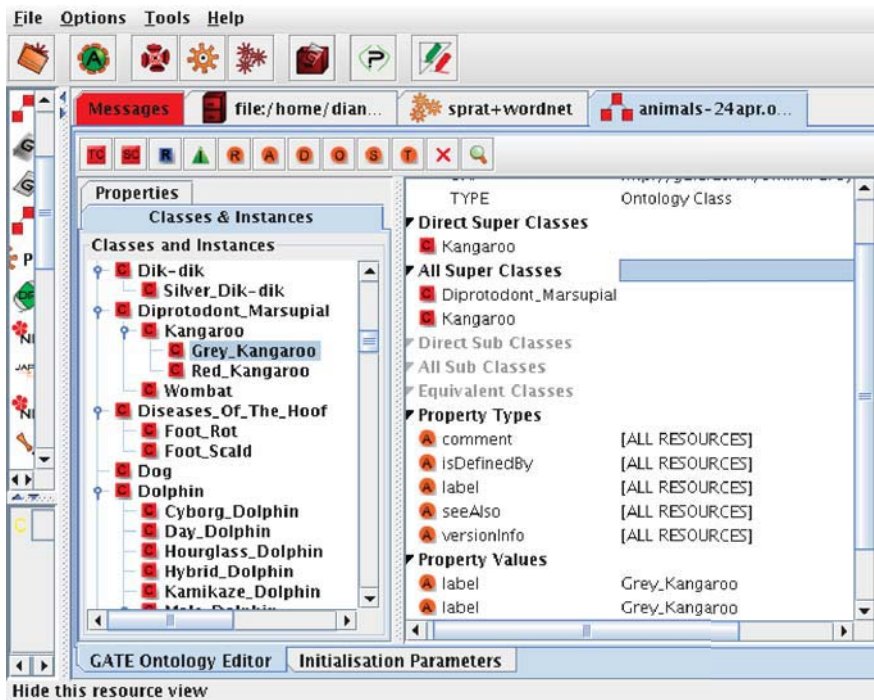 File Options Tools Help
Messages file:/home/dian... sprat+wordnet animals-24apr.o...
TC SC R I R A D O S T
Properties
Classes & Instances
Classes and Instances
C Dik-dik
C Silver_Dik-dik
C Diprotodont_Marsupial
C Kangaroo
C Grey_Kangaroo
C Red_Kangaroo
C Wombat
C Diseases_Of_The_Hoof
C Foot_Rot
C Foot_Scald
C Dog
C Dolphin
C Cyborg_Dolphin
C Day_Dolphin
C Hourglass_Dolphin
C Hybrid_Dolphin
C Kamikaze_Dolphin
TYPE Ontology Class
Direct Super Classes
C Kangaroo
All Super Classes
C Diprotodont_Marsupial
C Kangaroo
Direct Sub Classes
All Sub Classes
Equivalent Classes
Property Types
A comment [ALL RESOURCES]
A isDefinedBy [ALL RESOURCES]
A label [ALL RESOURCES]
A seeAlso [ALL RESOURCES]
A versionInfo [ALL RESOURCES]
Property Values
A label Grey_Kangaroo
A label Grey_Kangaroo
GATE Ontology Editor Initialisation Parameters
Hide this resource view